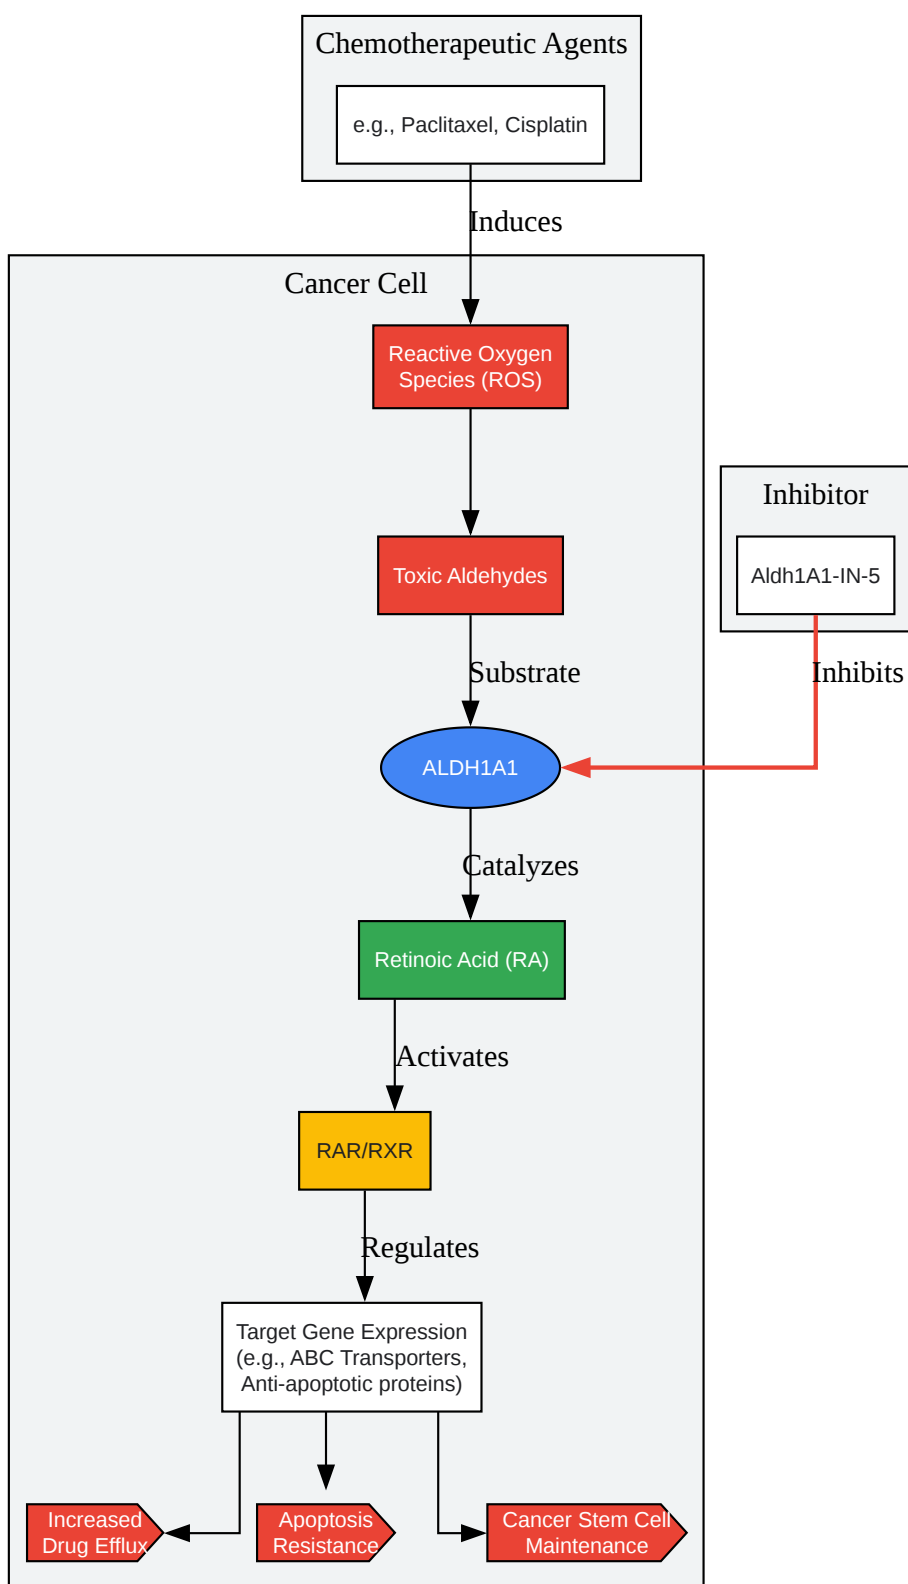 Chemotherapeutic Agents
e.g., Paclitaxel, Cisplatin
Induces
Cancer Cell
Reactive Oxygen
Species (ROS)
Inhibitor
Toxic Aldehydes
Aldh1A1-IN-5
Substrate
Inhibits
ALDH1A1
Catalyzes
Retinoic Acid (RA)
Activates
RAR/RXR
Regulates
Target Gene Expression
(e.g., ABC Transporters,
Anti-apoptotic proteins)
Increased
Drug Efflux
Apoptosis
Resistance
Cancer Stem Cell
Maintenance